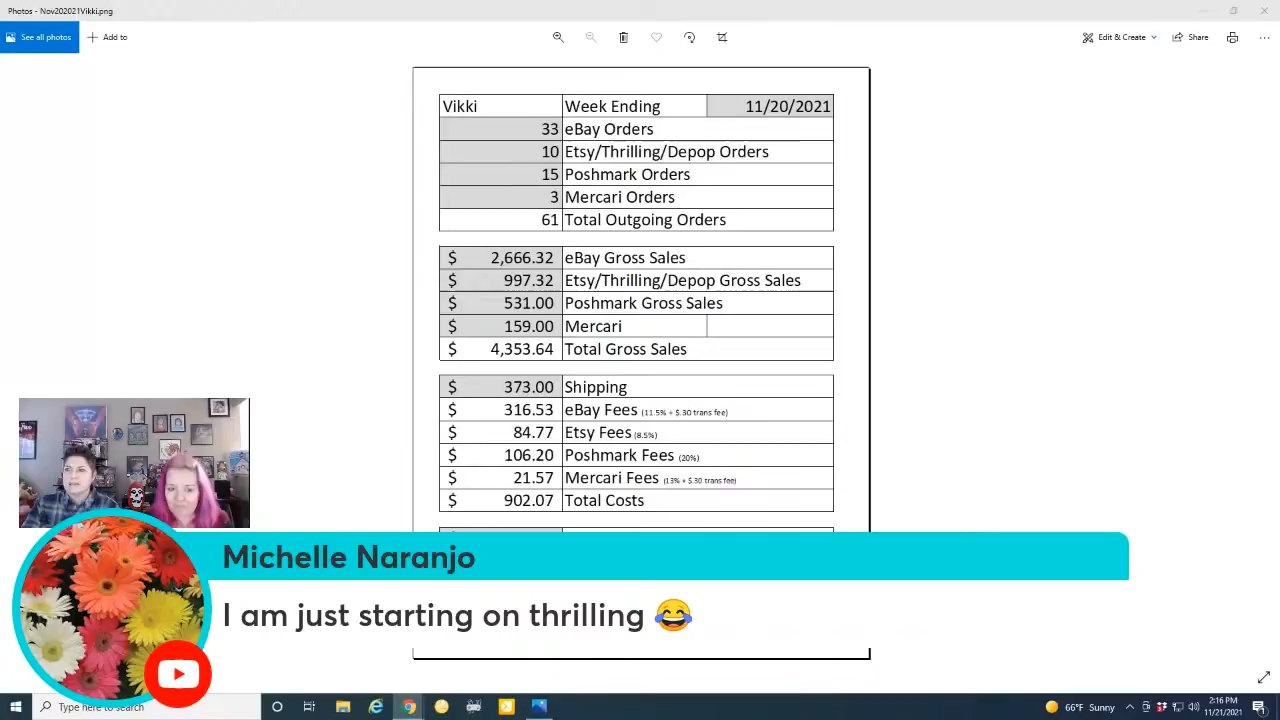 Photos - Nov202021Vikki.png
See all photos
Add to
Edit & Create
Share
Vikki Week Ending 11/20/2021
33 eBay Orders
10 Etsy/Thrilling/Depop Orders
15 Poshmark Orders
3 Mercari Orders
61 Total Outgoing Orders
$ 2,666.32 eBay Gross Sales
$ 997.32 Etsy/Thrilling/Depop Gross Sales
$ 531.00 Poshmark Gross Sales
$ 159.00 Mercari
$ 4,353.64 Total Gross Sales
$ 373.00 Shipping
$ 316.53 eBay Fees (11.5% + $.30 trans fee)
$ 84.77 Etsy Fees (8.5%)
$ 106.20 Poshmark Fees (20%)
$ 21.57 Mercari Fees (13% + $.30 trans fee)
$ 902.07 Total Costs
Michelle Naranjo
I am just starting on thrilling 😂
Type here to search
66°F Sunny
2:16 PM
11/21/2021